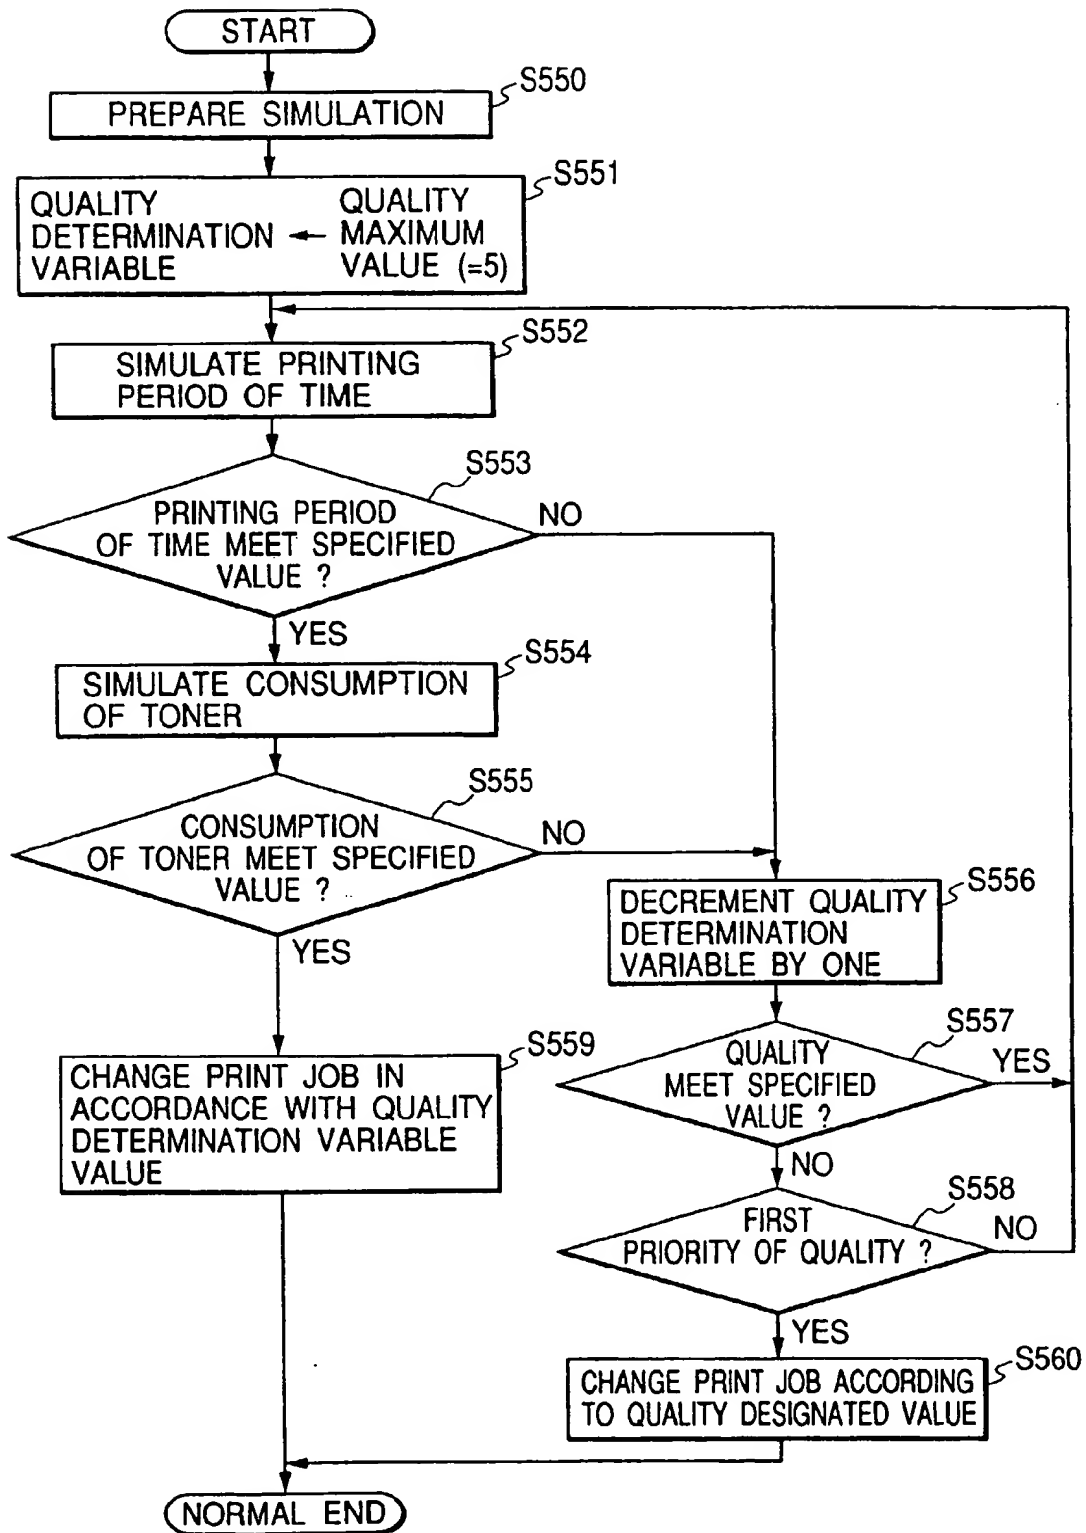 START
S550
PREPARE SIMULATION
S551
QUALITY
DETERMINATION
VARIABLE
QUALITY
MAXIMUM
VALUE (=5)
S552
SIMULATE PRINTING
PERIOD OF TIME
S553
PRINTING PERIOD
OF TIME MEET SPECIFIED
VALUE ?
NO
YES
S554
SIMULATE CONSUMPTION
OF TONER
S555
CONSUMPTION
OF TONER MEET SPECIFIED
VALUE ?
NO
YES
S556
DECREMENT QUALITY
DETERMINATION
VARIABLE BY ONE
S557
QUALITY
MEET SPECIFIED
VALUE ?
YES
NO
S559
CHANGE PRINT JOB IN
ACCORDANCE WITH QUALITY
DETERMINATION VARIABLE
VALUE
S558
FIRST
PRIORITY OF QUALITY ?
NO
YES
S560
CHANGE PRINT JOB ACCORDING
TO QUALITY DESIGNATED VALUE
NORMAL END